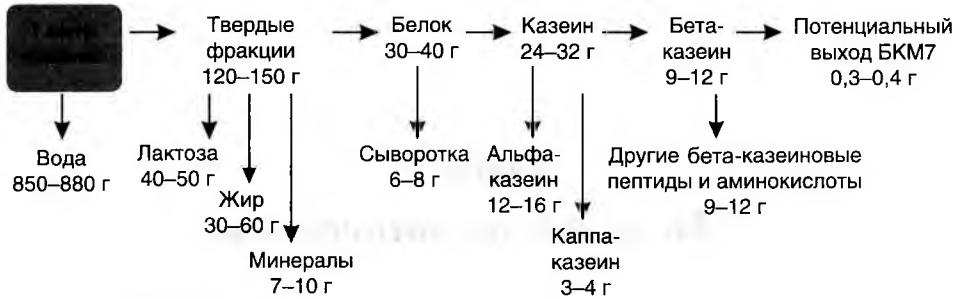 Твердые
фракции
120–150 г
Белок
30–40 г
Казеин
24–32 г
Бета-
казеин
9–12 г
Потенциальный
выход БКМ7
0,3–0,4 г
Вода
850–880 г
Лактоза
40–50 г
Жир
30–60 г
Минералы
7–10 г
Сыворотка
6–8 г
Альфа-
казеин
12–16 г
Каппа-
казеин
3–4 г
Другие бета-казеиновые
пептиды и аминокислоты
9–12 г